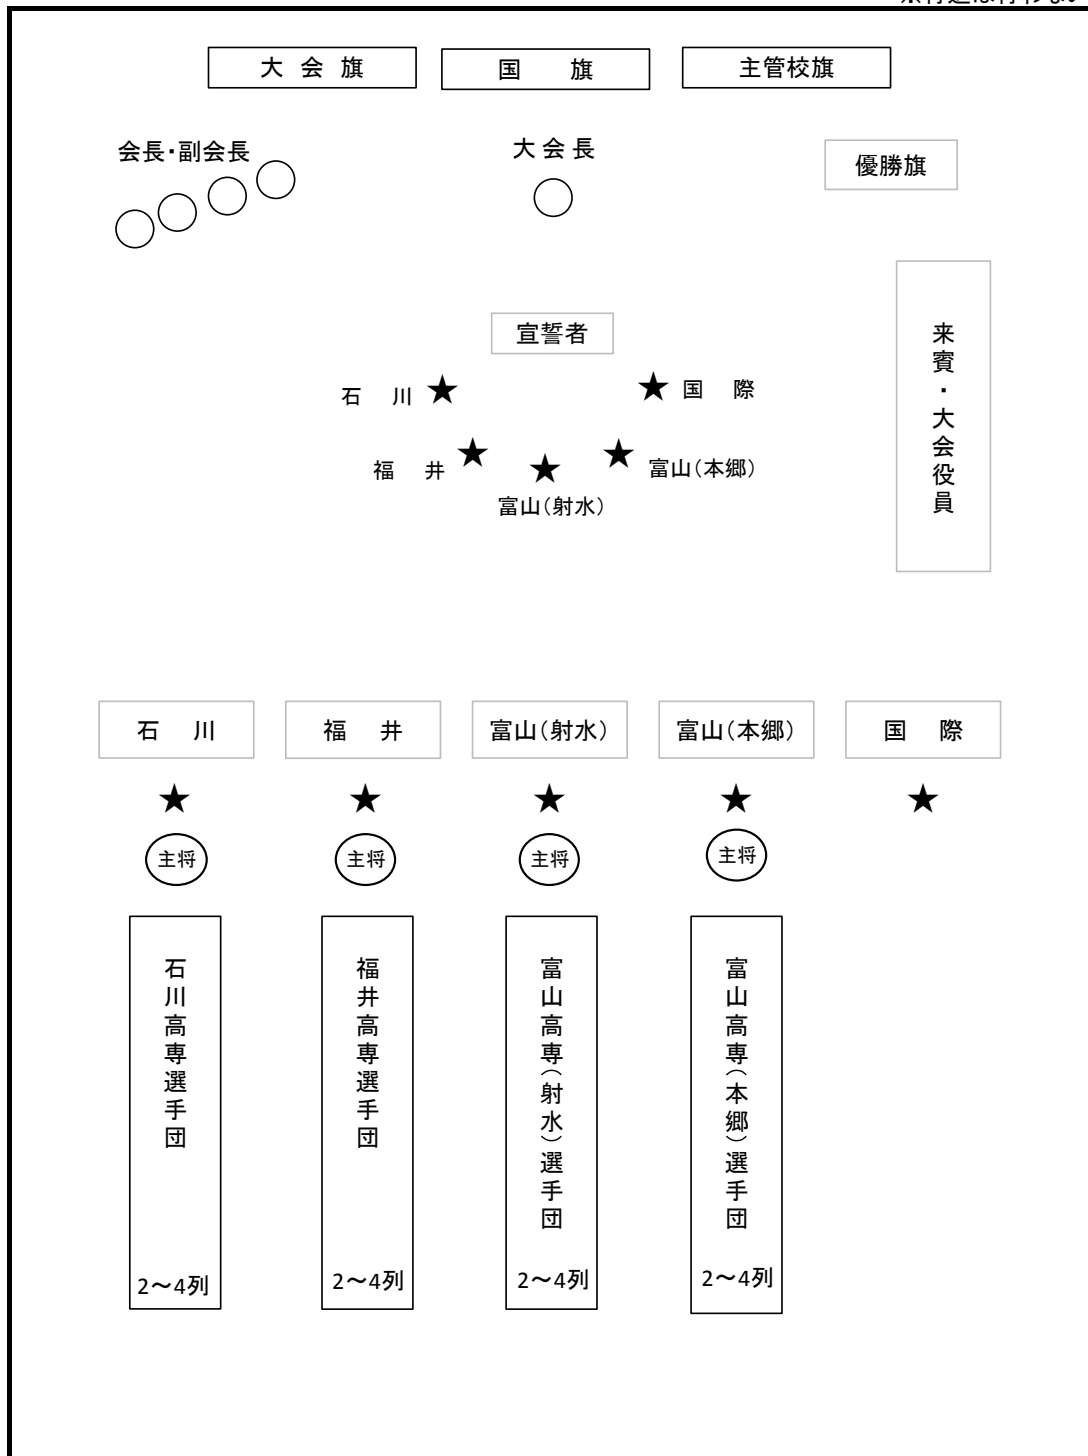 大 会 旗
国 旗
主管校旗
会長・副会長
大 会 長
優勝旗
来賓・大会役員
宣誓者
石 川
国 際
福 井
富山(本郷)
富山(射水)
石 川
福 井
富山(射水)
富山(本郷)
国 際
主将
主将
主将
主将
石川高専選手団
福井高専選手団
富山高専(射水)選手団
富山高専(本郷)選手団
2～4列
2～4列
2～4列
2～4列